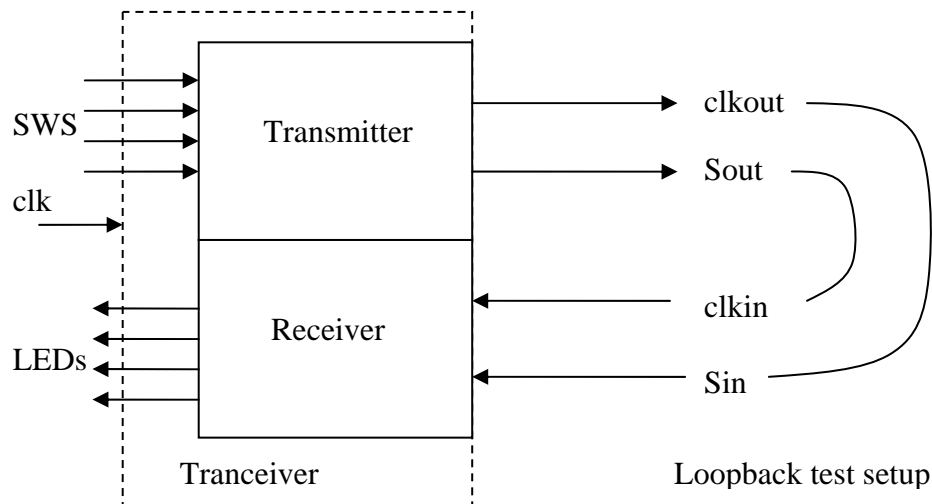 SWS
clk
Transmitter
clkout
Sout
LEDs
Receiver
clkin
Sin
Tranceiver
Loopback test setup